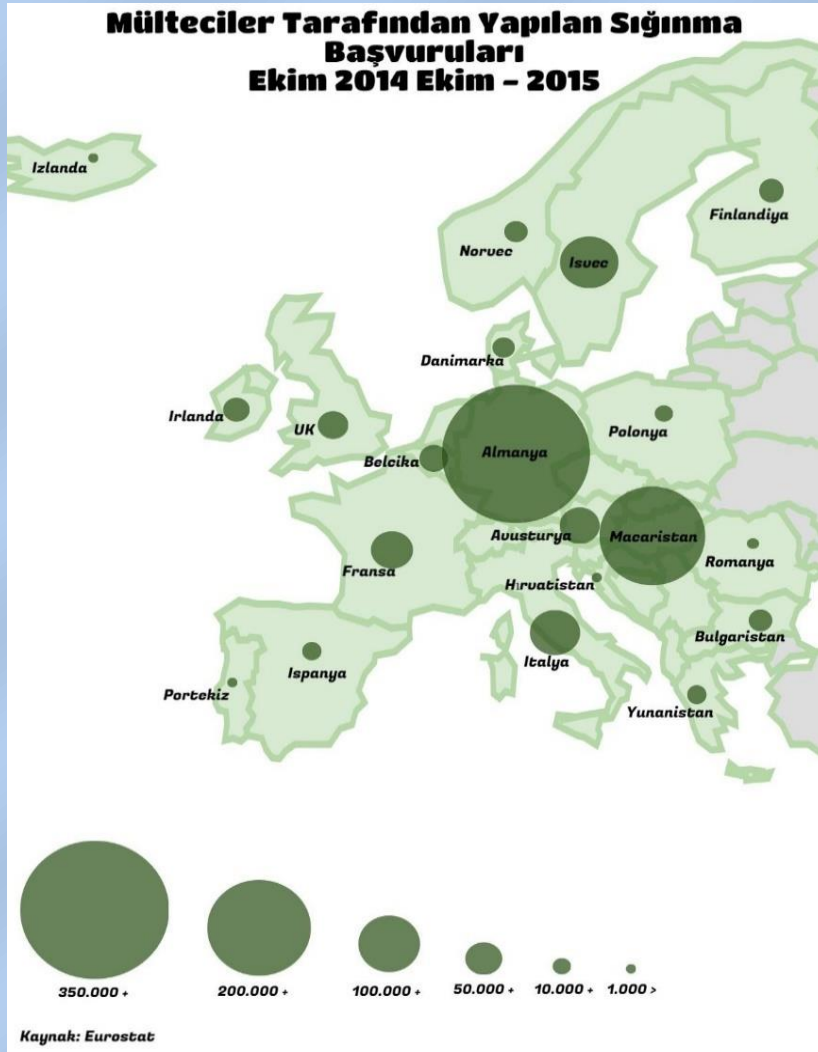 Mülteciler Tarafından Yapılan Sığınma
Başvuruları
Ekim 2014 Ekim – 2015
Izlanda
Finlandiya
Norvec
Isvec
Danimarka
Irlanda
UK
Polonya
Almanya
Belcika
Avusturya
Macaristan
Romanya
Fransa
Hırvatistan
Bulgaristan
Italya
Ispanya
Portekiz
Yunanistan
350.000 +
200.000 +
100.000 +
50.000 +
10.000 +
1.000 >
Kaynak: Eurostat